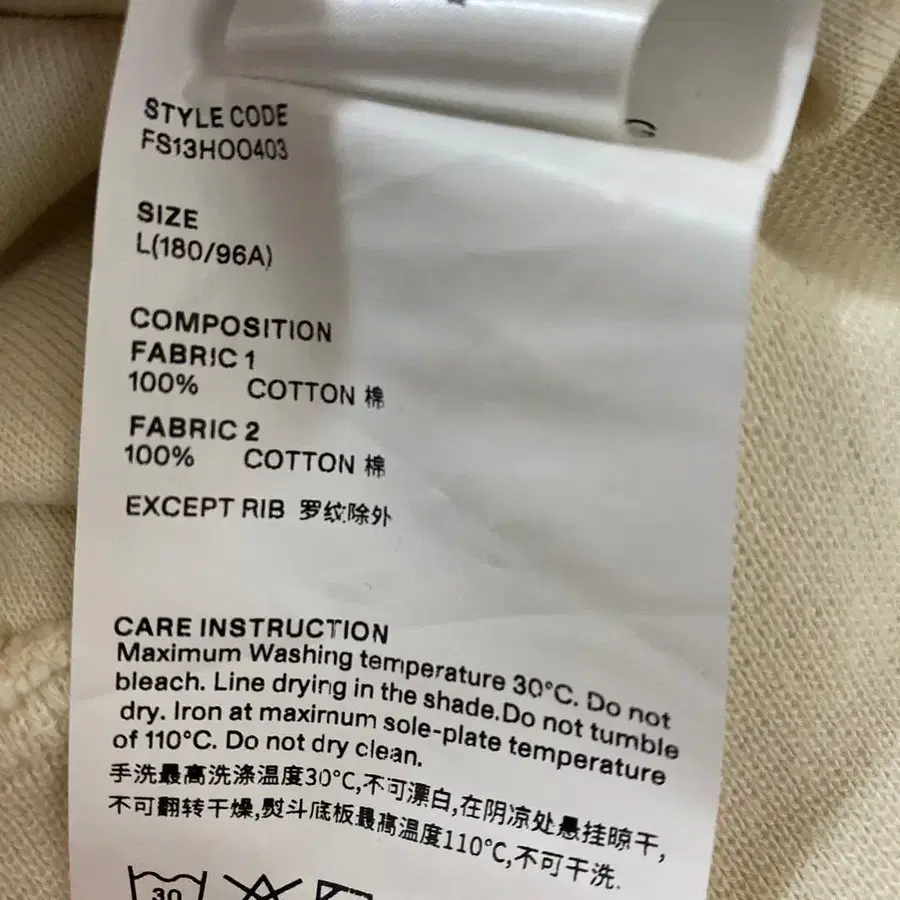 STYLE CODE
FS13HOO403
SIZE
L(180/96A)
COMPOSITION
FABRIC 1
100% COTTON 棉
FABRIC 2
100% COTTON 棉
EXCEPT RIB 罗纹除外
CARE INSTRUCTION
Maximum Washing temperature 30°C. Do not
bleach. Line drying in the shade.Do not tumble
dry. Iron at maximum sole-plate temperature
of 110°C. Do not dry clean.
手洗最高洗涤温度30°C,不可漂白,在阴凉处悬挂晾干,
不可翻转干燥,熨斗底板最高温度110°C,不可干洗.
30